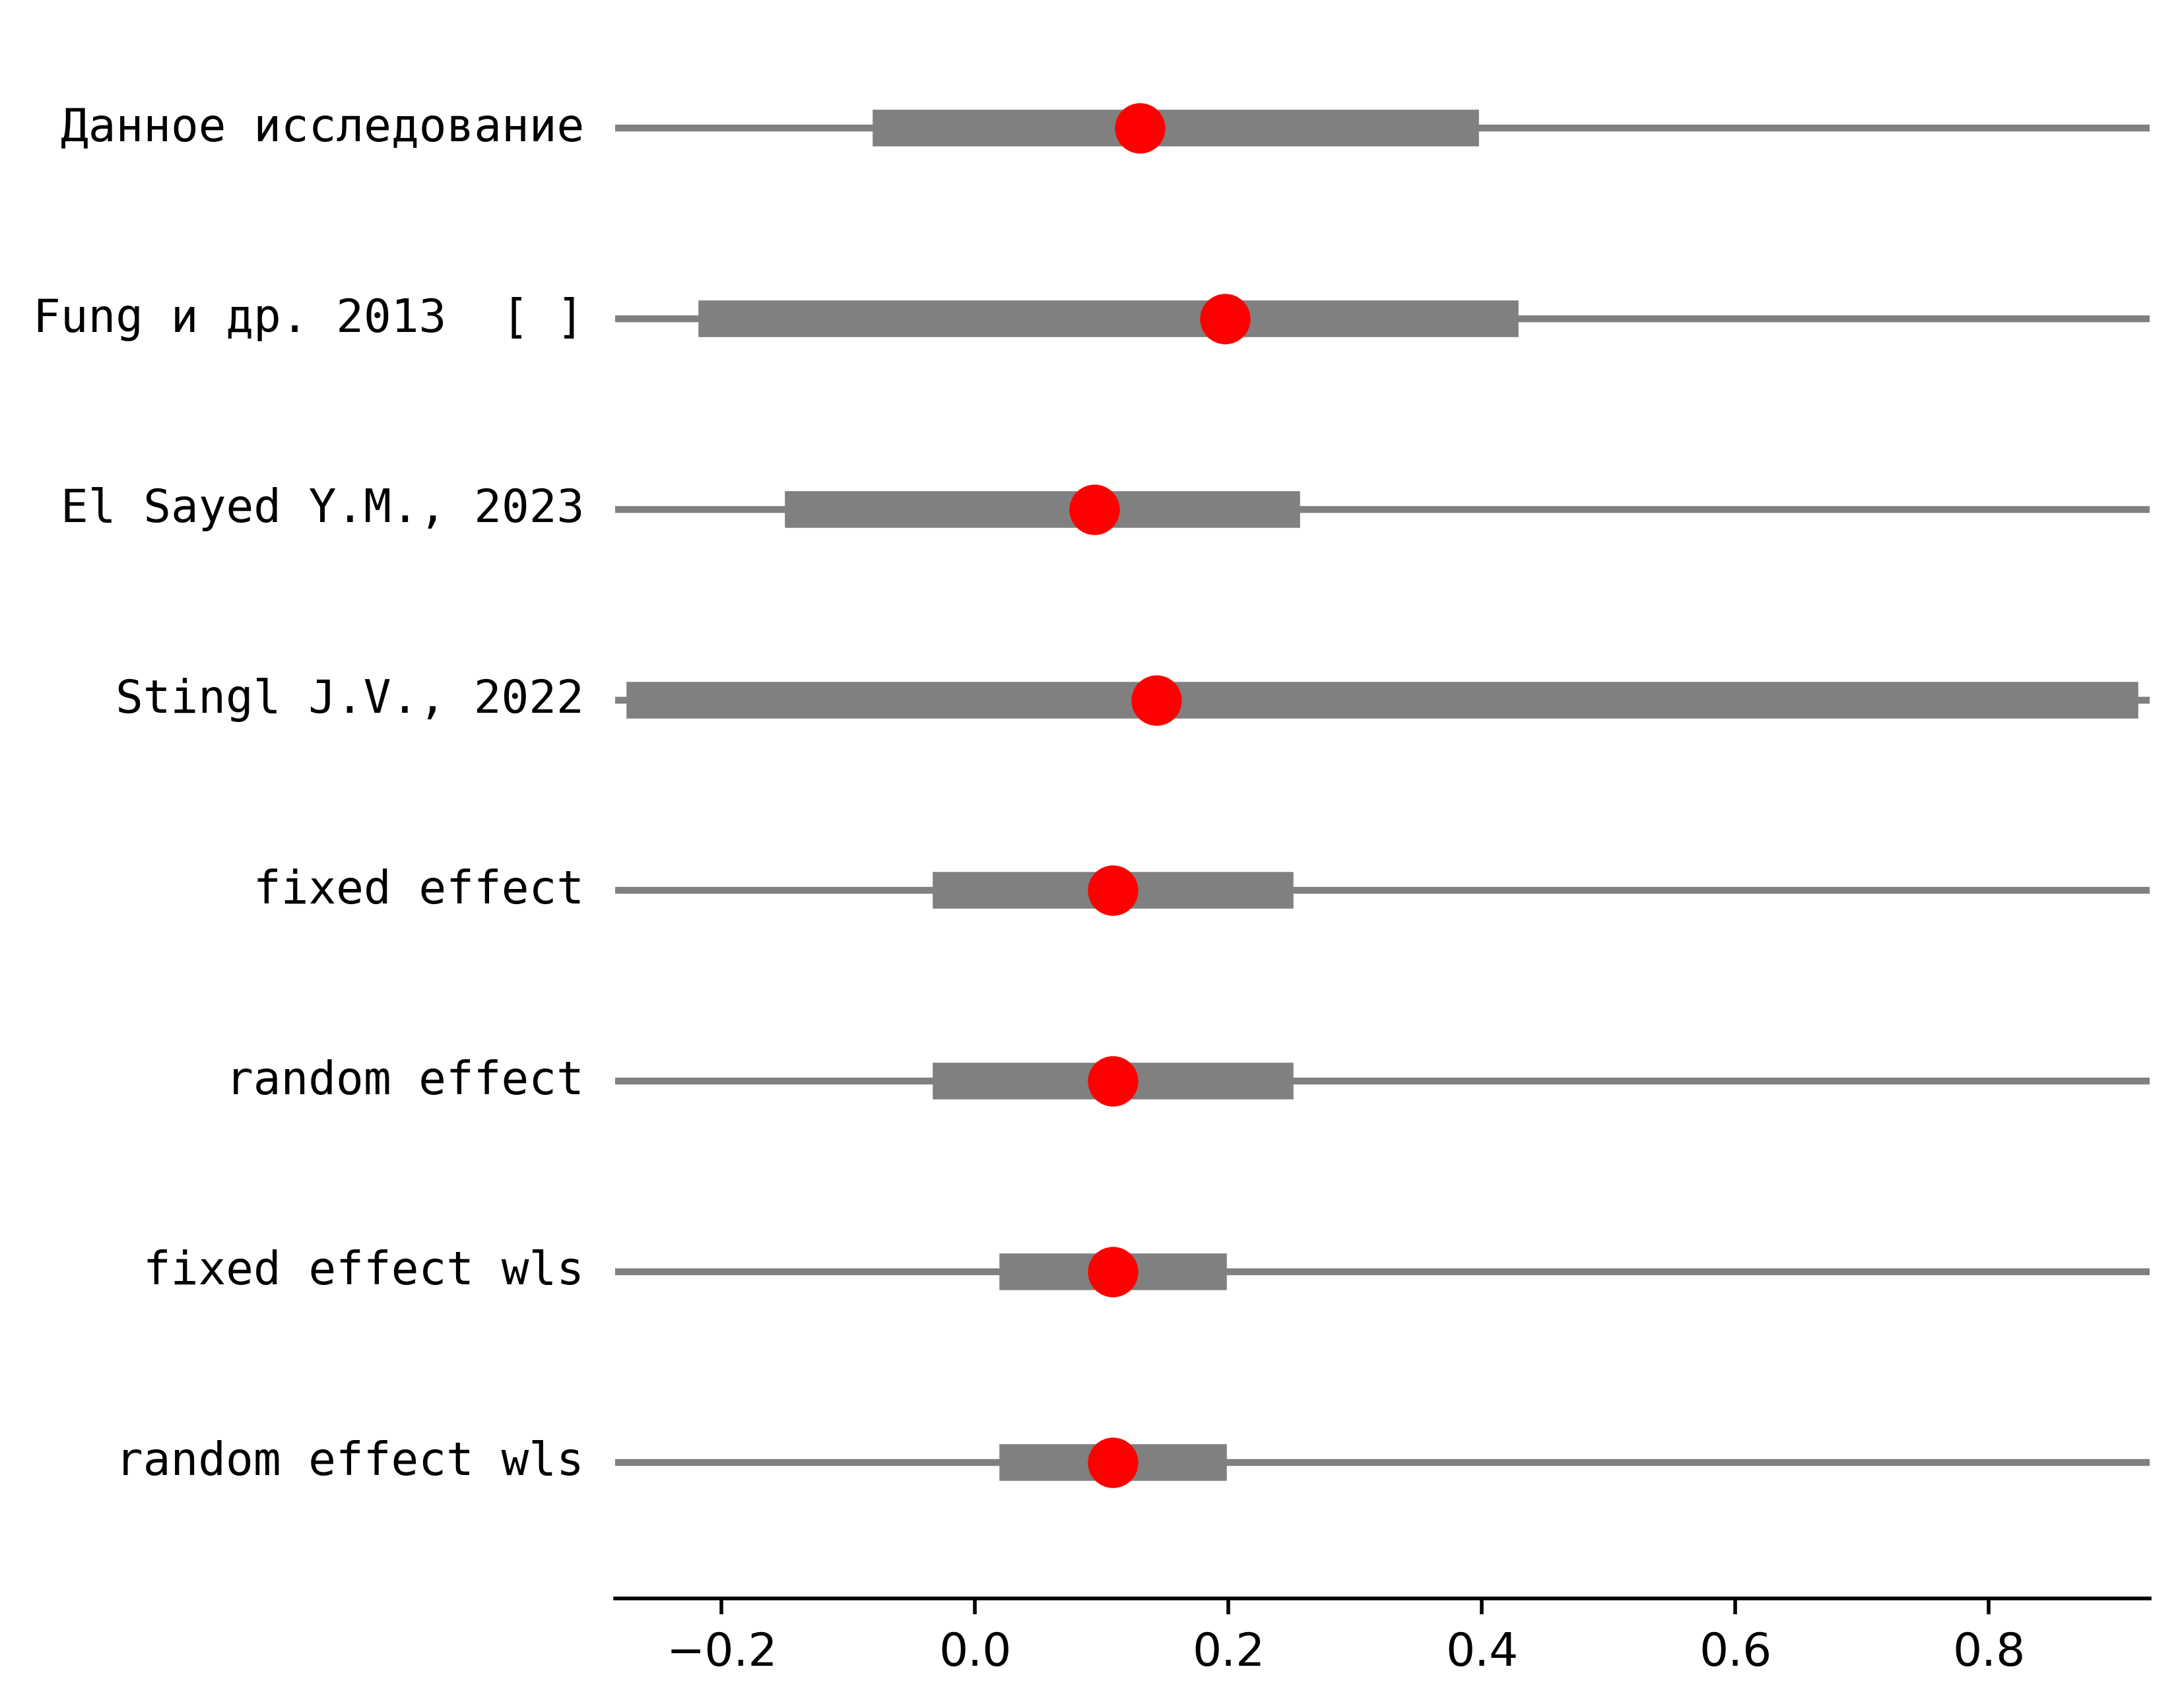 Данное исследование
Fung и др. 2013  [ ]
El Sayed Y.M., 2023
Stingl J.V., 2022
fixed effect
random effect
fixed effect wls
random effect wls
−0.2 0.0 0.2 0.4 0.6 0.8